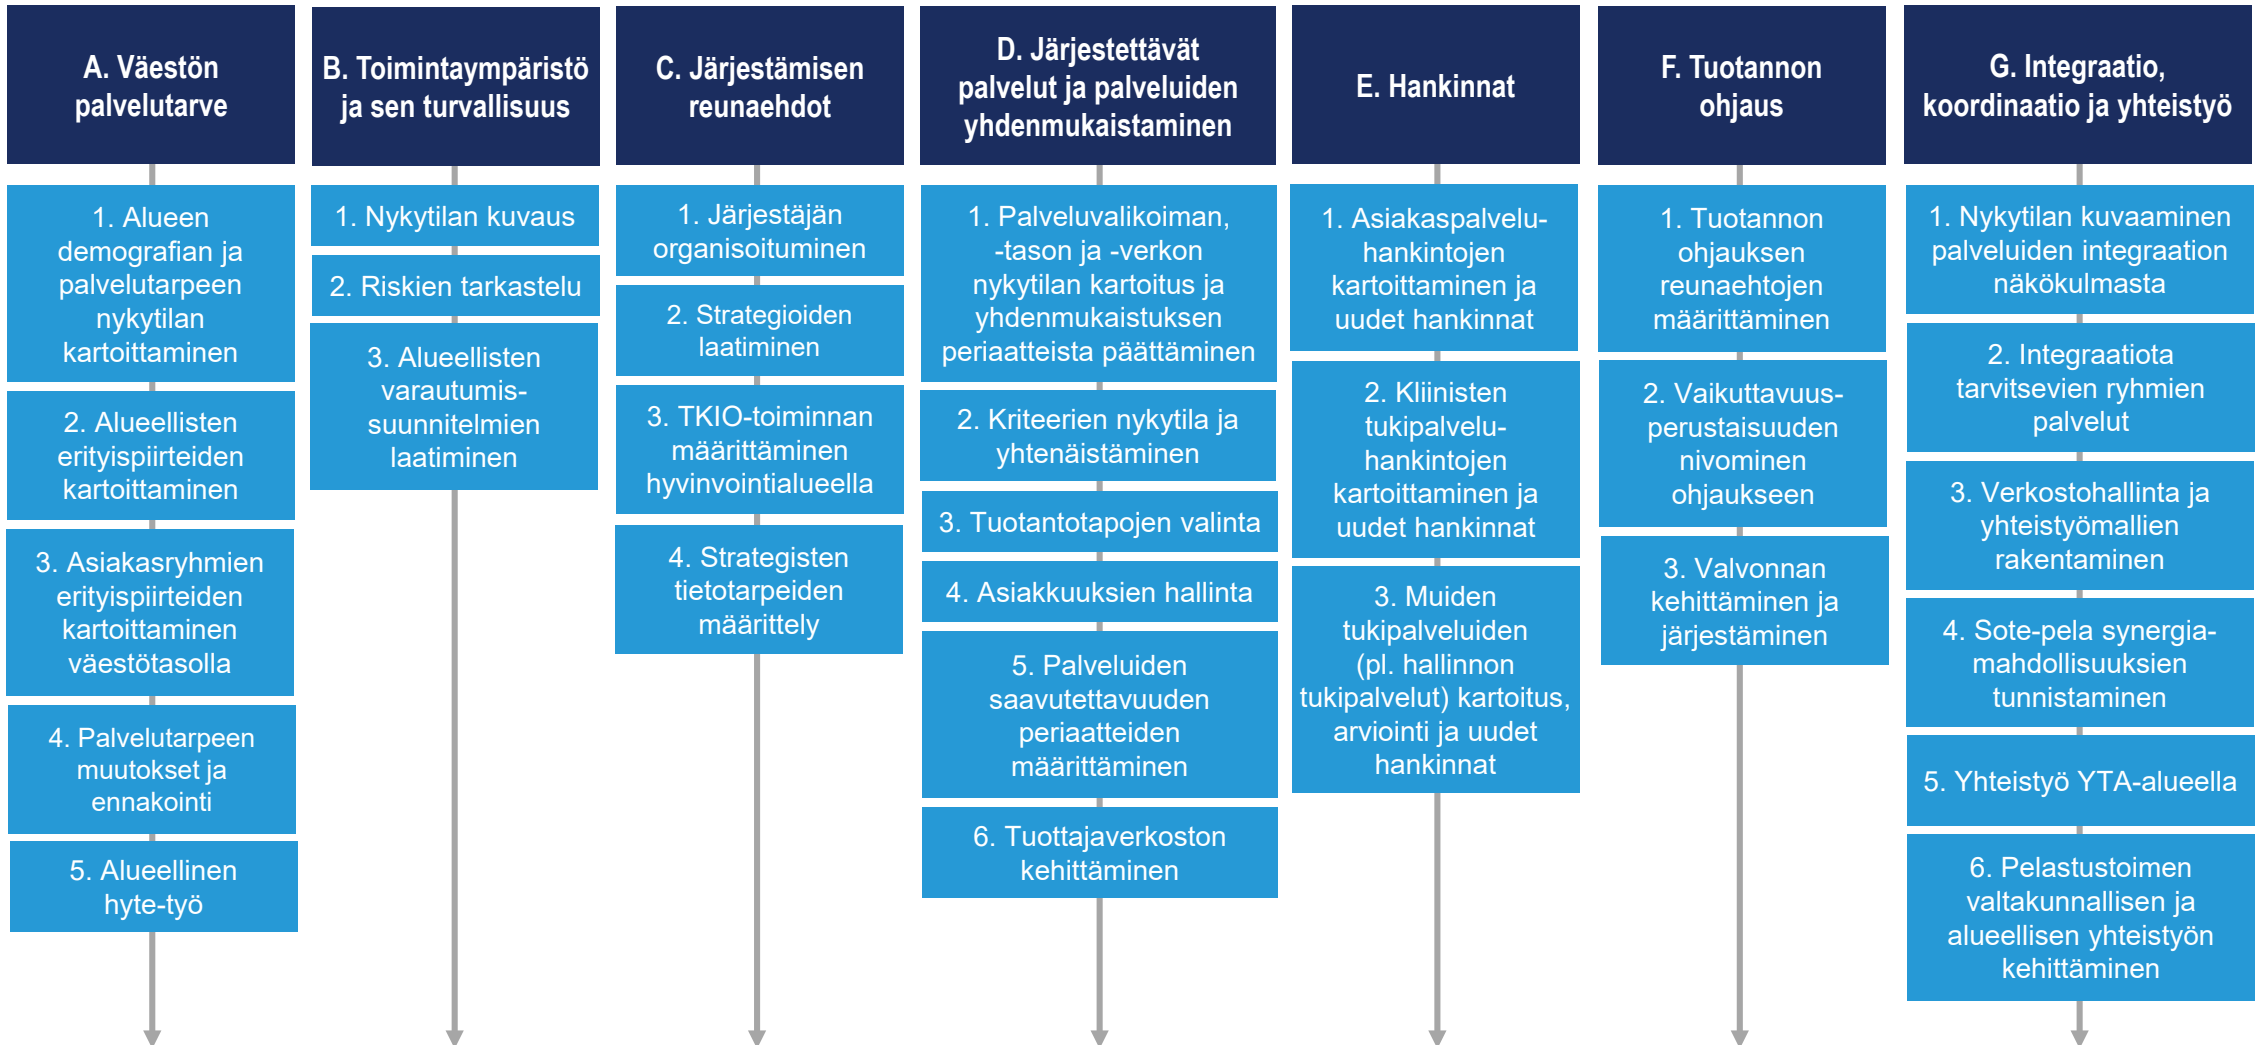 A. Väestön
palvelutarve
1. Alueen
demografian ja
palvelutarpeen
nykytilan
kartoittaminen
2. Alueellisten
erityispiirteiden
kartoittaminen
3. Asiakasryhmien
erityispiirteiden
kartoittaminen
väestötasolla
4. Palvelutarpeen
muutokset ja
ennakointi
5. Alueellinen
hyte-työ
B. Toimintaympäristö
ja sen turvallisuus
1. Nykytilan kuvaus
2. Riskien tarkastelu
3. Alueellisten
varautumis-
suunnitelmien
laatiminen
C. Järjestämisen
reunaehdot
1. Järjestäjän
organisoituminen
2. Strategioiden
laatiminen
3. TKIO-toiminnan
määrittäminen
hyvinvointialueella
4. Strategisten
tietotarpeiden
määrittely
D. Järjestettävät
palvelut ja palveluiden
yhdenmukaistaminen
1. Palveluvalikoiman,
-tason ja -verkon
nykytilan kartoitus ja
yhdenmukaistuksen
periaatteista päättäminen
2. Kriteerien nykytila ja
yhtenäistäminen
3. Tuotantotapojen valinta
4. Asiakkuuksien hallinta
5. Palveluiden
saavutettavuuden
periaatteiden
määrittäminen
6. Tuottajaverkoston
kehittäminen
E. Hankinnat
1. Asiakaspalvelu-
hankintojen
kartoittaminen ja
uudet hankinnat
2. Kliinisten
tukipalvelu-
hankintojen
kartoittaminen ja
uudet hankinnat
3. Muiden
tukipalveluiden
(pl. hallinnon
tukipalvelut) kartoitus,
arviointi ja uudet
hankinnat
F. Tuotannon
ohjaus
1. Tuotannon
ohjauksen
reunaehtojen
määrittäminen
2. Vaikuttavuus-
perustaisuuden
nivominen
ohjaukseen
3. Valvonnan
kehittäminen ja
järjestäminen
G. Integraatio,
koordinaatio ja yhteistyö
1. Nykytilan kuvaaminen
palveluiden integraation
näkökulmasta
2. Integraatiota
tarvitsevien ryhmien
palvelut
3. Verkostohallinta ja
yhteistyömallien
rakentaminen
4. Sote-pela synergia-
mahdollisuuksien
tunnistaminen
5. Yhteistyö YTA-alueella
6. Pelastustoimen
valtakunnallisen ja
alueellisen yhteistyön
kehittäminen